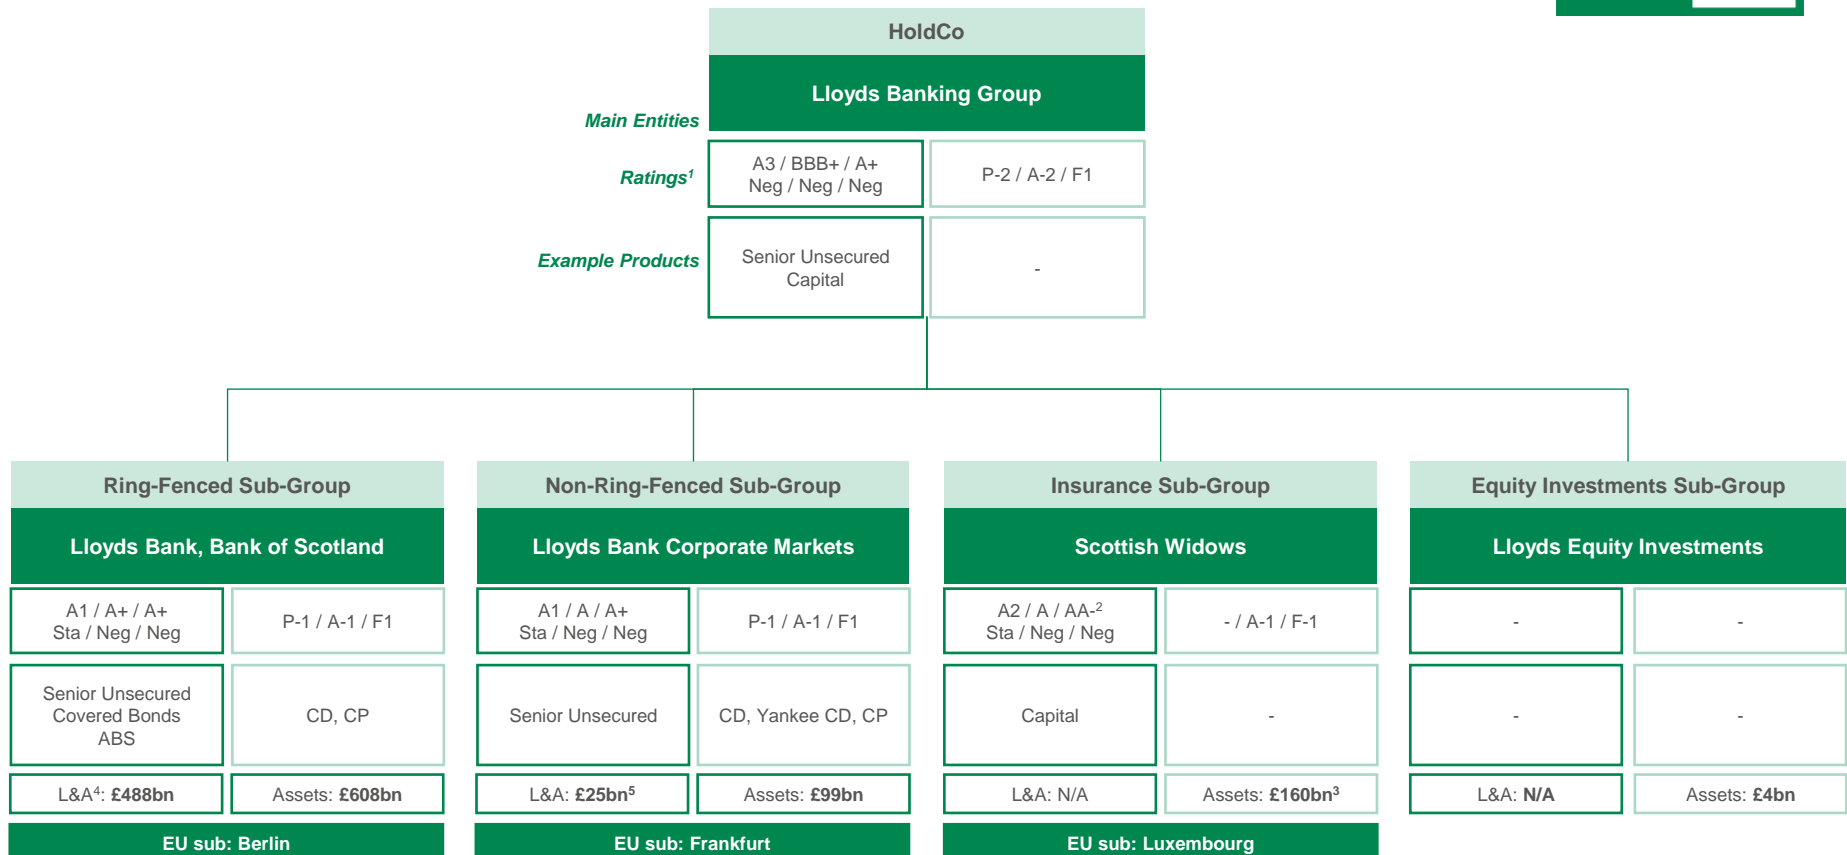 HoldCo
Lloyds Banking Group
Main Entities
Ratings¹
A3 / BBB+ / A+
Neg / Neg / Neg
P-2 / A-2 / F1
Example Products
Senior Unsecured
Capital
-
Ring-Fenced Sub-Group
Lloyds Bank, Bank of Scotland
A1 / A+ / A+
Sta / Neg / Neg
P-1 / A-1 / F1
Senior Unsecured
Covered Bonds
ABS
CD, CP
L&A⁴: £488bn
Assets: £608bn
EU sub: Berlin
Non-Ring-Fenced Sub-Group
Lloyds Bank Corporate Markets
A1 / A / A+
Sta / Neg / Neg
P-1 / A-1 / F1
Senior Unsecured
CD, Yankee CD, CP
L&A: £25bn⁵
Assets: £99bn
EU sub: Frankfurt
Insurance Sub-Group
Scottish Widows
A2 / A / AA-²
Sta / Neg / Neg
- / A-1 / F-1
Capital
-
L&A: N/A
Assets: £160bn³
EU sub: Luxembourg
Equity Investments Sub-Group
Lloyds Equity Investments
-
-
-
-
L&A: N/A
Assets: £4bn